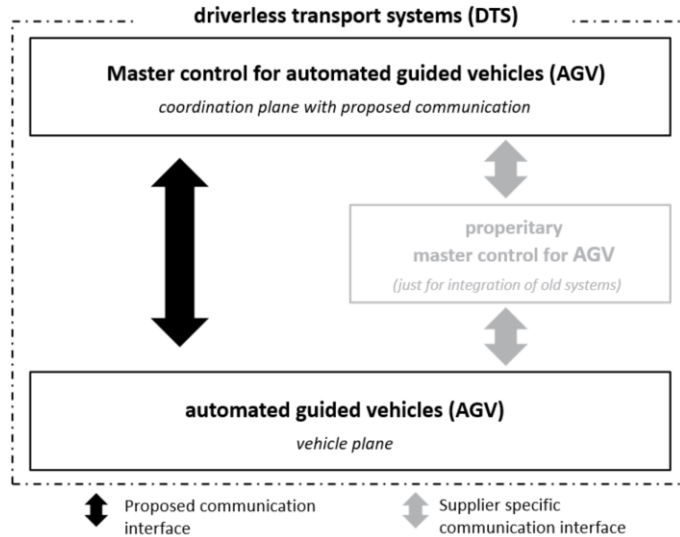 driverless transport systems (DTS)
Master control for automated guided vehicles (AGV)
coordination plane with proposed communication
properitary
master control for AGV
(just for integration of old systems)
automated guided vehicles (AGV)
vehicle plane
Proposed communication
interface
Supplier specific
communication interface